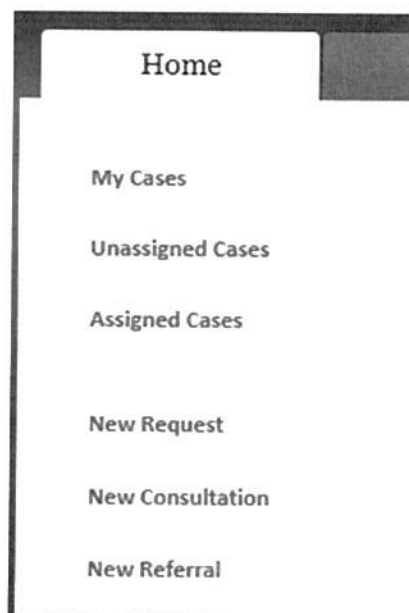 Home
My Cases
Unassigned Cases
Assigned Cases
New Request
New Consultation
New Referral